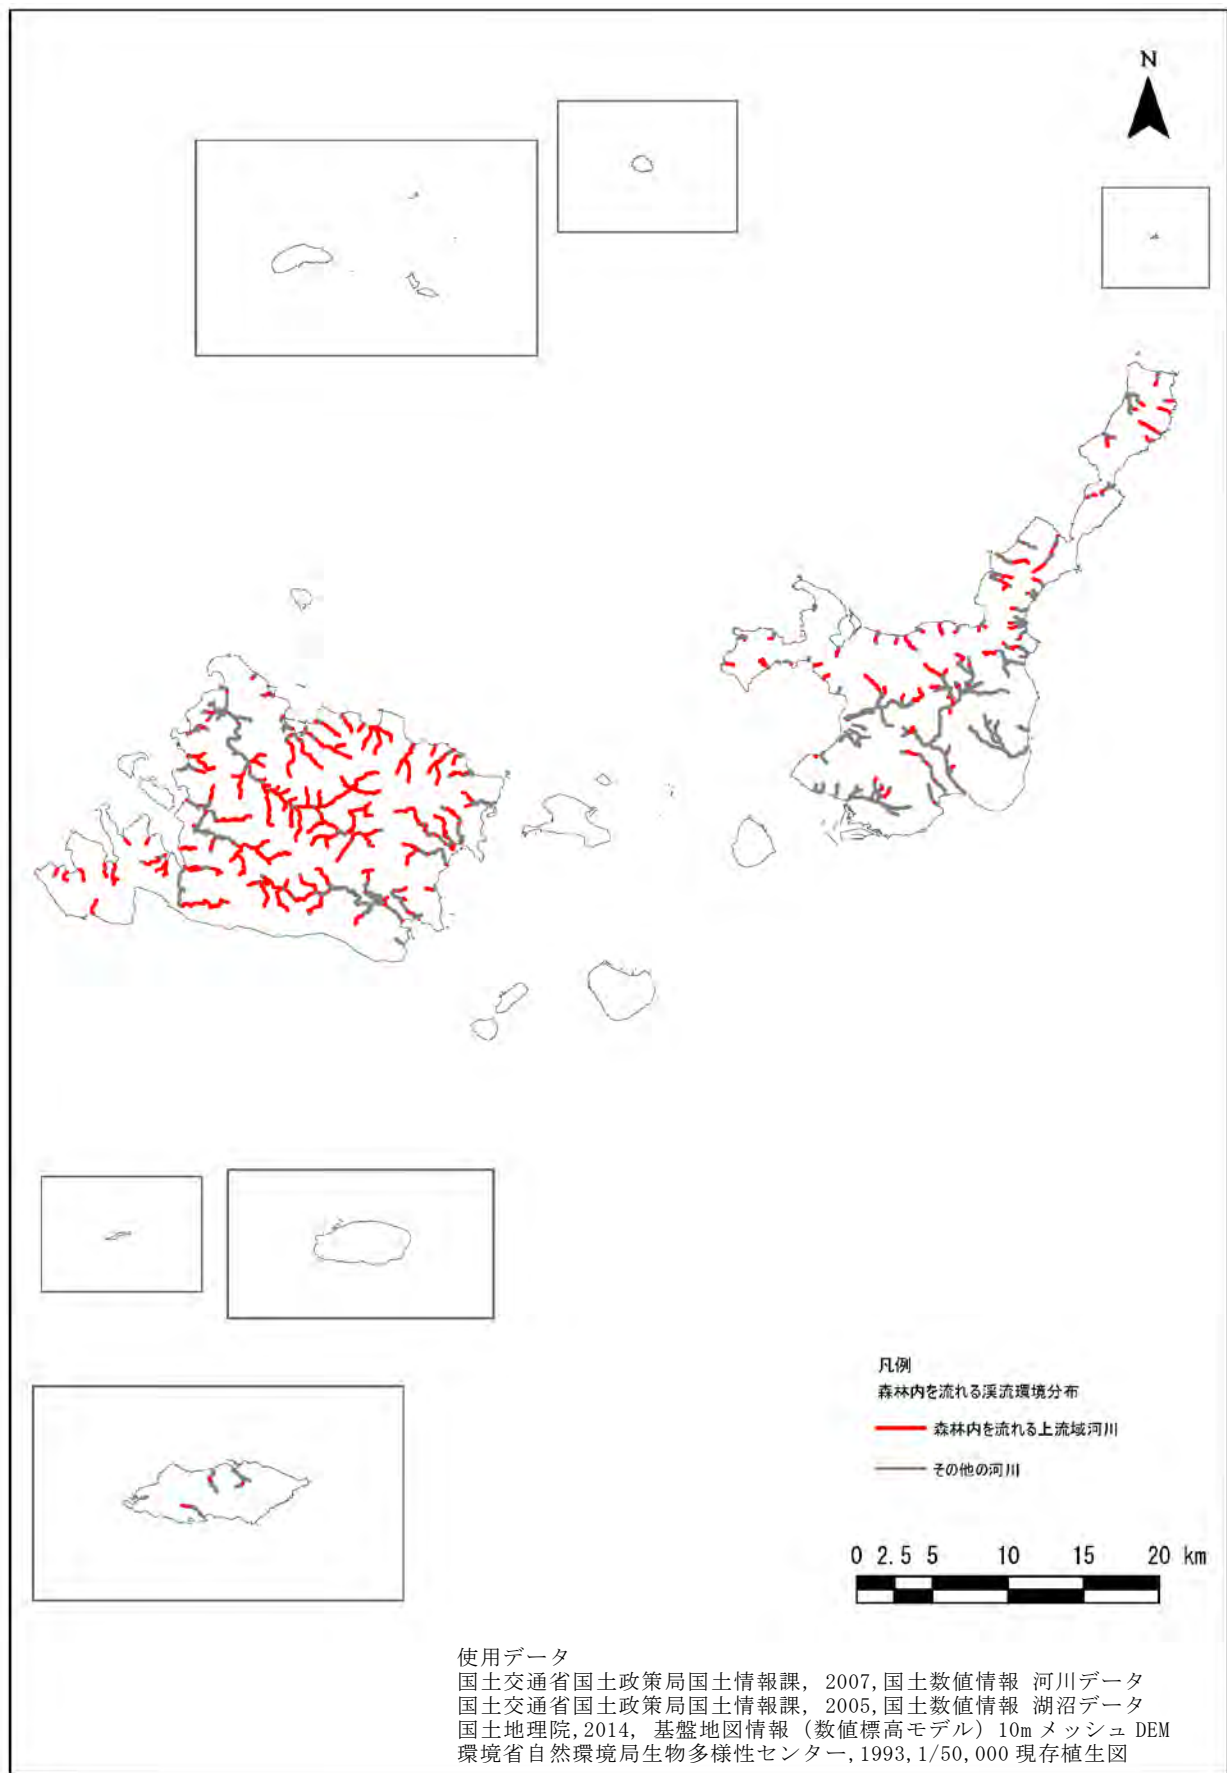 N
凡例
森林内を流れる渓流環境分布
森林内を流れる上流域河川
その他の河川
0 2.5 5 10 15 20 km
使用データ
国土交通省国土政策局国土情報課, 2007,国土数値情報 河川データ
国土交通省国土政策局国土情報課, 2005,国土数値情報 湖沼データ
国土地理院,2014, 基盤地図情報（数値標高モデル）10m メッシュ DEM
環境省自然環境局生物多様性センター,1993,1/50,000 現存植生図